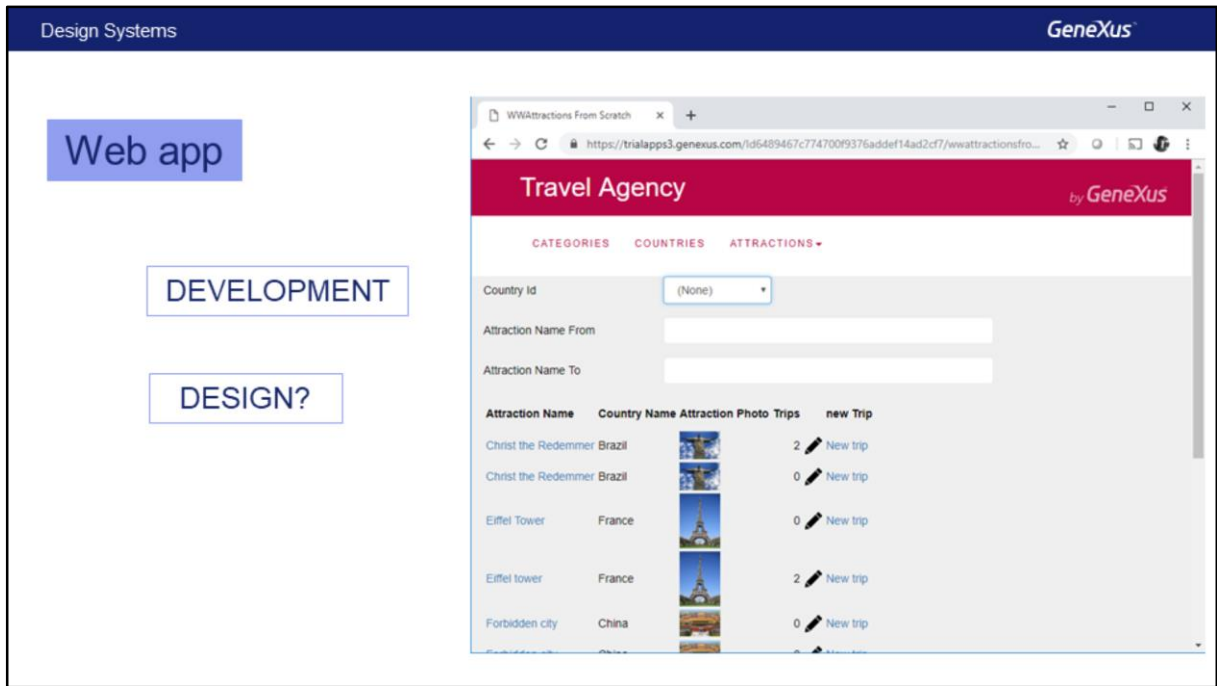 Design Systems
GeneXus
Web app
DEVELOPMENT
DESIGN?
WWAttractions From Scratch
https://trialapps3.genexus.com/Id6489467c774700f9376addef14ad2cf7/wwattractionsfro...
Travel Agency
by GeneXus
CATEGORIES COUNTRIES ATTRACTIONS
Country Id (None)
Attraction Name From
Attraction Name To
Attraction Name Country Name Attraction Photo Trips new Trip
Christ the Redemmer Brazil 2 New trip
Christ the Redemmer Brazil 0 New trip
Eiffel Tower France 0 New trip
Eiffel tower France 2 New trip
Forbidden city China 0 New trip